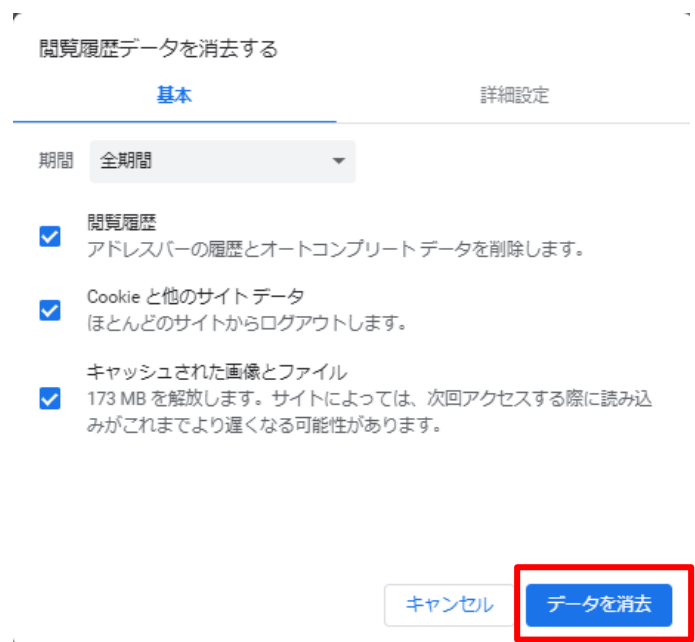 閲覧履歴データを消去する
基本 詳細設定
期間 全期間
閲覧履歴
アドレスバーの履歴とオートコンプリート データを削除します。
Cookie と他のサイト データ
ほとんどのサイトからログアウトします。
キャッシュされた画像とファイル
173 MB を解放します。サイトによっては、次回アクセスする際に読み込
みがこれまでより遅くなる可能性があります。
キャンセル データを消去